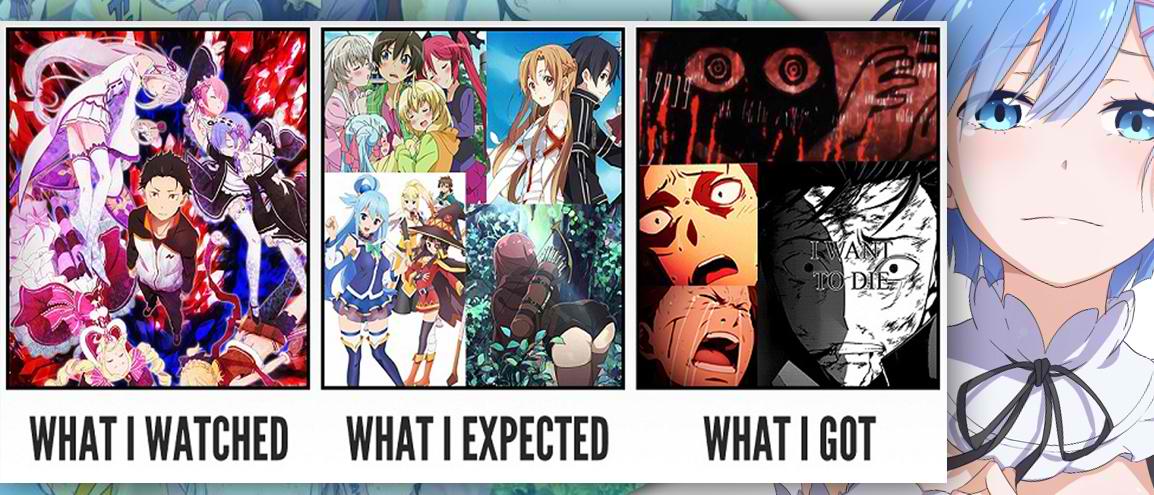 I WANT
TO DIE
WHAT I WATCHED
WHAT I EXPECTED
WHAT I GOT